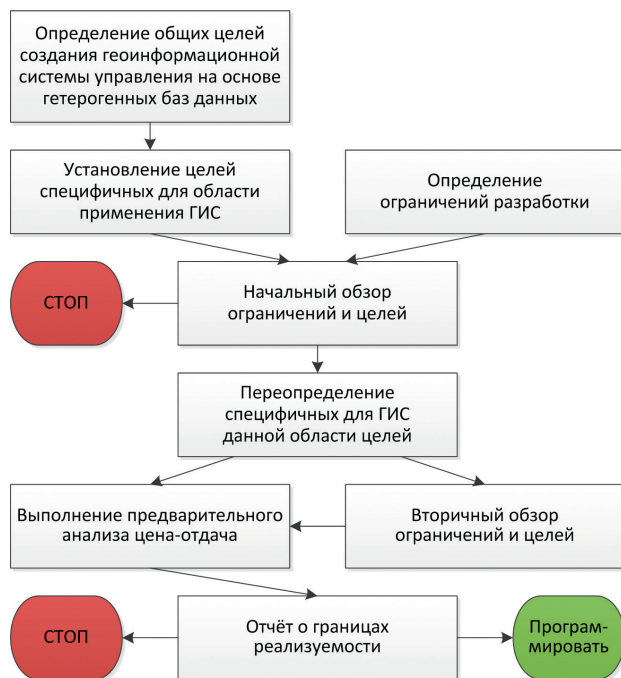 Определение общих целей
создания геоинформационной
системы управления на основе
гетерогенных баз данных
Установление целей
специфичных для области
применения ГИС
Определение
ограничений разработки
СТОП
Начальный обзор
ограничений и целей
Переопределение
специфичных для ГИС
данной области целей
Выполнение предварительного
анализа цена-отдача
Вторичный обзор
ограничений и целей
СТОП
Отчёт о границах
реализуемости
Програм-
мировать